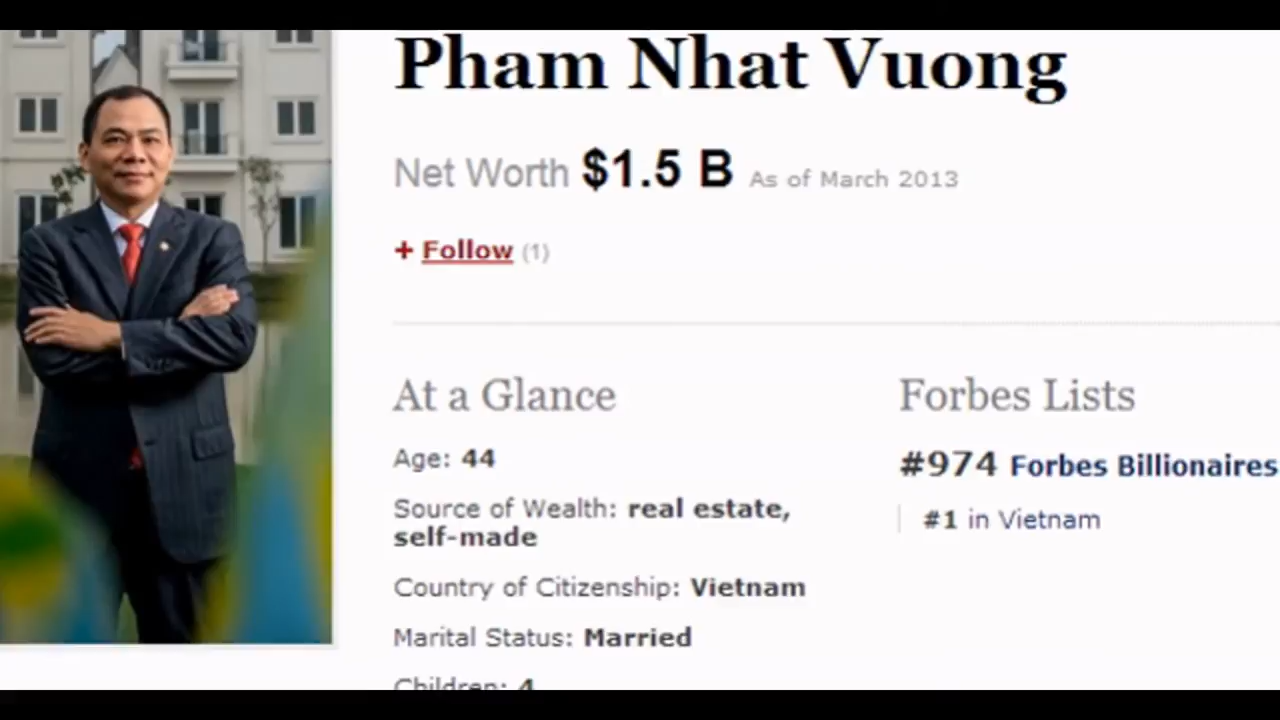 Pham Nhat Vuong
Net Worth $1.5 B As of March 2013
+ Follow (1)
At a Glance
Age: 44
Source of Wealth: real estate,
self-made
Country of Citizenship: Vietnam
Marital Status: Married
Children: 4
Forbes Lists
#974 Forbes Billionaires
#1 in Vietnam